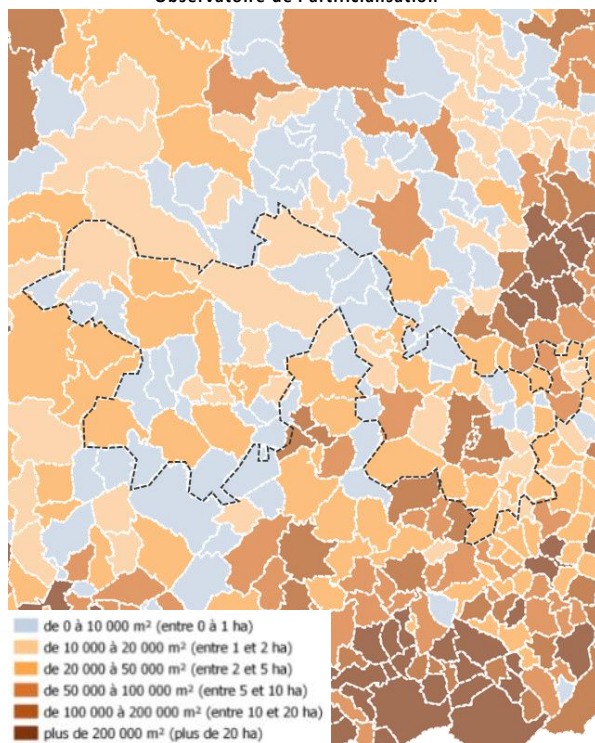 Observatoire de l'artificialisation
de 0 à 10 000 m² (entre 0 à 1 ha)
de 10 000 à 20 000 m² (entre 1 et 2 ha)
de 20 000 à 50 000 m² (entre 2 et 5 ha)
de 50 000 à 100 000 m² (entre 5 et 10 ha)
de 100 000 à 200 000 m² (entre 10 et 20 ha)
plus de 200 000 m² (plus de 20 ha)